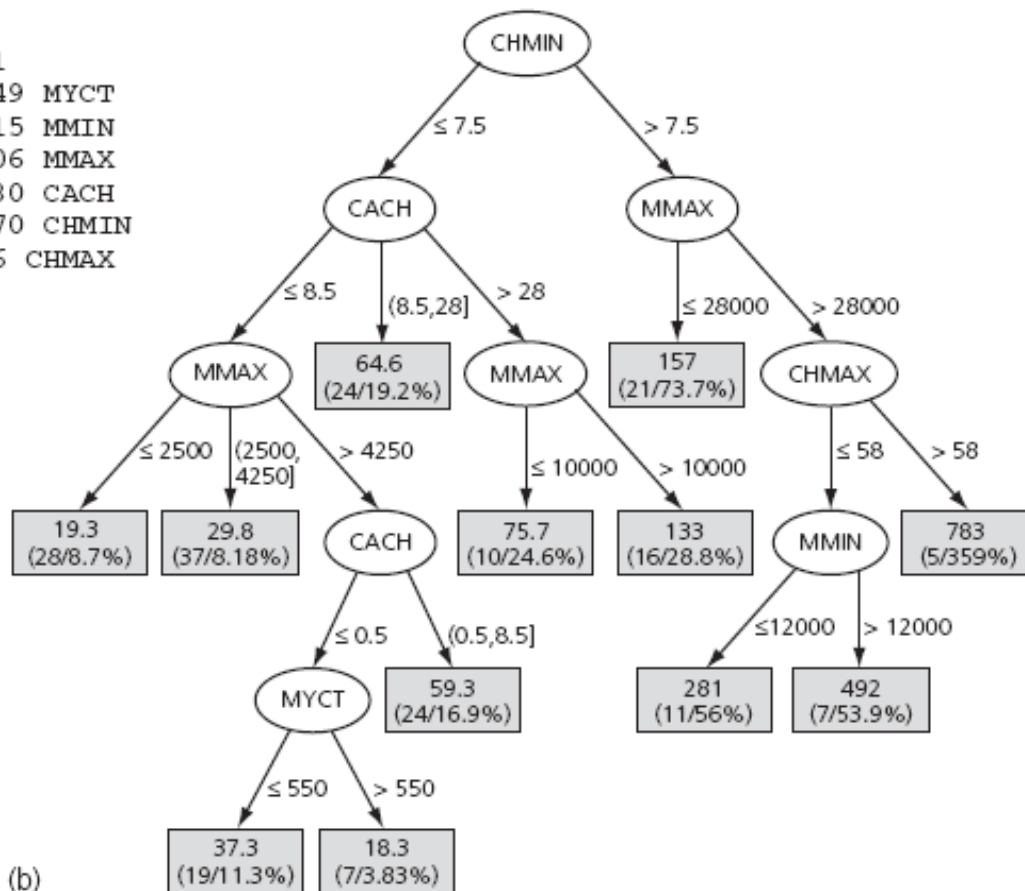 CHMIN
1
49 MYCT
15 MMIN
06 MMAX
30 CACH
70 CHMIN
5 CHMAX
≤ 7.5
> 7.5
CACH
MMAX
≤ 8.5
(8.5,28]
> 28
≤ 28000
> 28000
MMAX
64.6
(24/19.2%)
MMAX
157
(21/73.7%)
CHMAX
≤ 2500
(2500,
4250]
> 4250
≤ 10000
> 10000
≤ 58
> 58
19.3
(28/8.7%)
29.8
(37/8.18%)
CACH
75.7
(10/24.6%)
133
(16/28.8%)
MMIN
783
(5/359%)
≤ 0.5
(0.5,8.5]
≤12000
> 12000
MYCT
59.3
(24/16.9%)
281
(11/56%)
492
(7/53.9%)
≤ 550
> 550
37.3
(19/11.3%)
18.3
(7/3.83%)
(b)